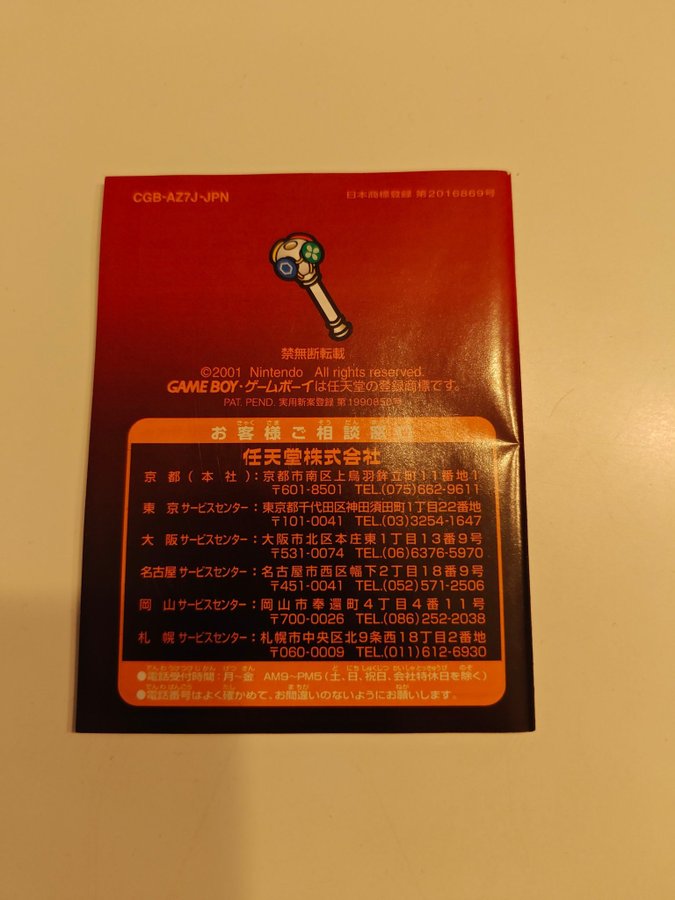 CGB-AZ7J-JPN
日本商標登録 第2016869号
禁無断転載
©2001 Nintendo All rights reserved.
GAME BOY・ゲームボーイは任天堂の登録商標です。
PAT. PEND. 実用新案登録 第1990850号
お客様ご相談窓口
任天堂株式会社
京都(本社):京都市南区上鳥羽鉾立町11番地1
〒601-8501 TEL.(075)662-9611
東京サービスセンター:東京都千代田区神田須田町1丁目22番地
〒101-0041 TEL.(03)3254-1647
大阪サービスセンター:大阪市北区本庄東1丁目13番9号
〒531-0074 TEL.(06)6376-5970
名古屋サービスセンター:名古屋市西区幅下2丁目18番9号
〒451-0041 TEL.(052)571-2506
岡山サービスセンター:岡山市奉還町4丁目4番11号
〒700-0026 TEL.(086)252-2038
札幌サービスセンター:札幌市中央区北9条西18丁目2番地
〒060-0009 TEL.(011)612-6930
●電話受付時間:月~金 AM9~PM5(土、日、祝日、会社特休日を除く)
●電話番号はよく確かめて、お間違いのないようにお願いします。